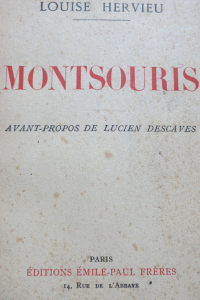 LOUISE HERVIEU
MONTSOURIS
AVANT-PROPOS DE LUCIEN DESCAVES
PARIS
ÉDITIONS ÉMILE-PAUL FRÈRES
14, RUE DE L'ABBAYE